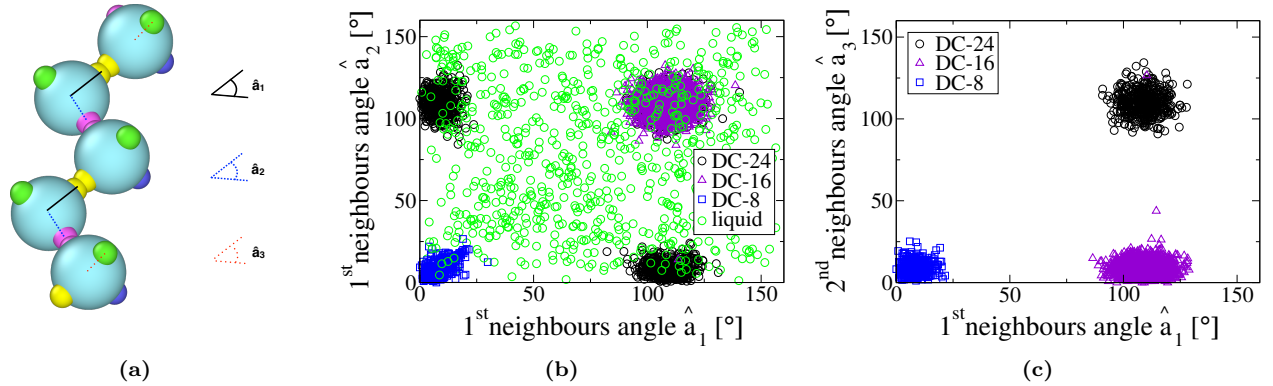 â₁
â₂
â₃
(a)
1st neighbours angle â₂ [°]
150
100
50
0
0
50
100
150
DC-24
DC-16
DC-8
liquid
1st neighbours angle â₁ [°]
(b)
2nd neighbours angle â₃ [°]
150
100
50
0
0
50
100
150
DC-24
DC-16
DC-8
1st neighbours angle â₁ [°]
(c)